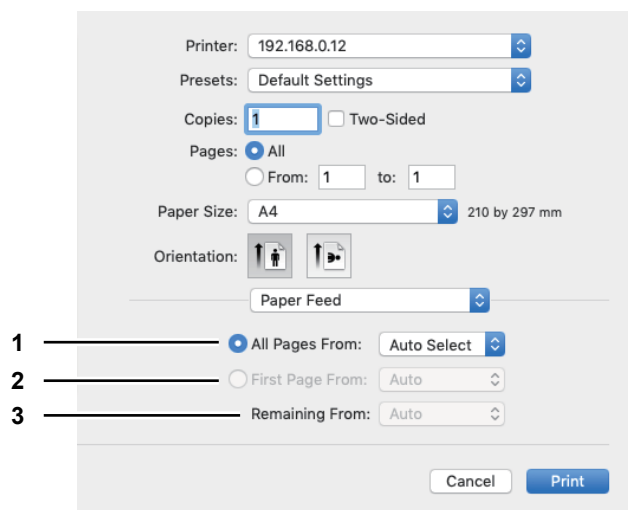 Printer: 192.168.0.12
Presets: Default Settings
Copies: 1 Two-Sided
Pages: All
From: 1 to: 1
Paper Size: A4 210 by 297 mm
Orientation:
Paper Feed
1 All Pages From: Auto Select
2 First Page From: Auto
3 Remaining From: Auto
Cancel Print